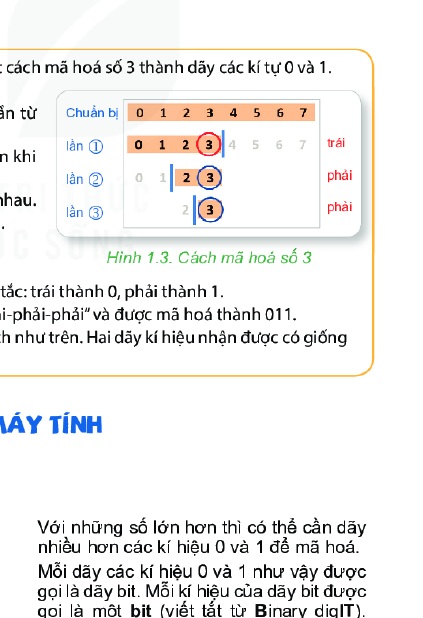 cách mã hoá số 3 thành dãy các kí tự 0 và 1.
từ
Chuẩn bị 0 1 2 3 4 5 6 7
khi
lần ① 0 1 2 3 4 5 6 7 trái
lần ② 0 1 2 3 phải
nhau.
lần ③ 2 3 phải
Hình 1.3. Cách mã hoá số 3
tắc: trái thành 0, phải thành 1.
-phải-phải" và được mã hoá thành 011.
như trên. Hai dãy kí hiệu nhận được có giống
MÁY TÍNH
Với những số lớn hơn thì có thể cần dãy
nhiều hơn các kí hiệu 0 và 1 để mã hoá.
Mỗi dãy các kí hiệu 0 và 1 như vậy được
gọi là dãy bit. Mỗi kí hiệu của dãy bit được
gọi là một bit (viết tắt từ Binary digIT).